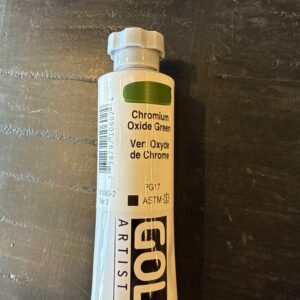 Chromium
Oxide Green
Vert Oxyde
de Chrome
PG17
ASTM I
GOL
ARTIST